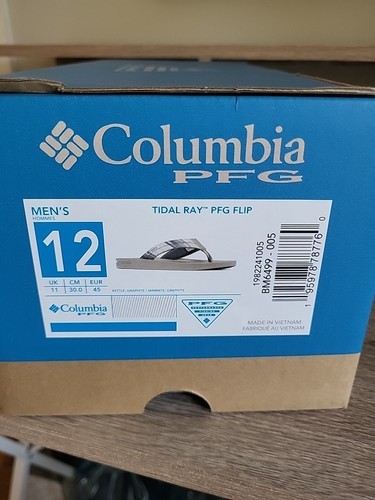 Columbia
PFG
MEN'S
HOMMES
TIDAL RAY™ PFG FLIP
12
UK CM EUR
11 30.0 45
Columbia
PFG
PFG
MADE IN VIETNAM
FABRIQUÉ AU VIETNAM
1982241005
BM6499 - 005
1 95978 78776 0